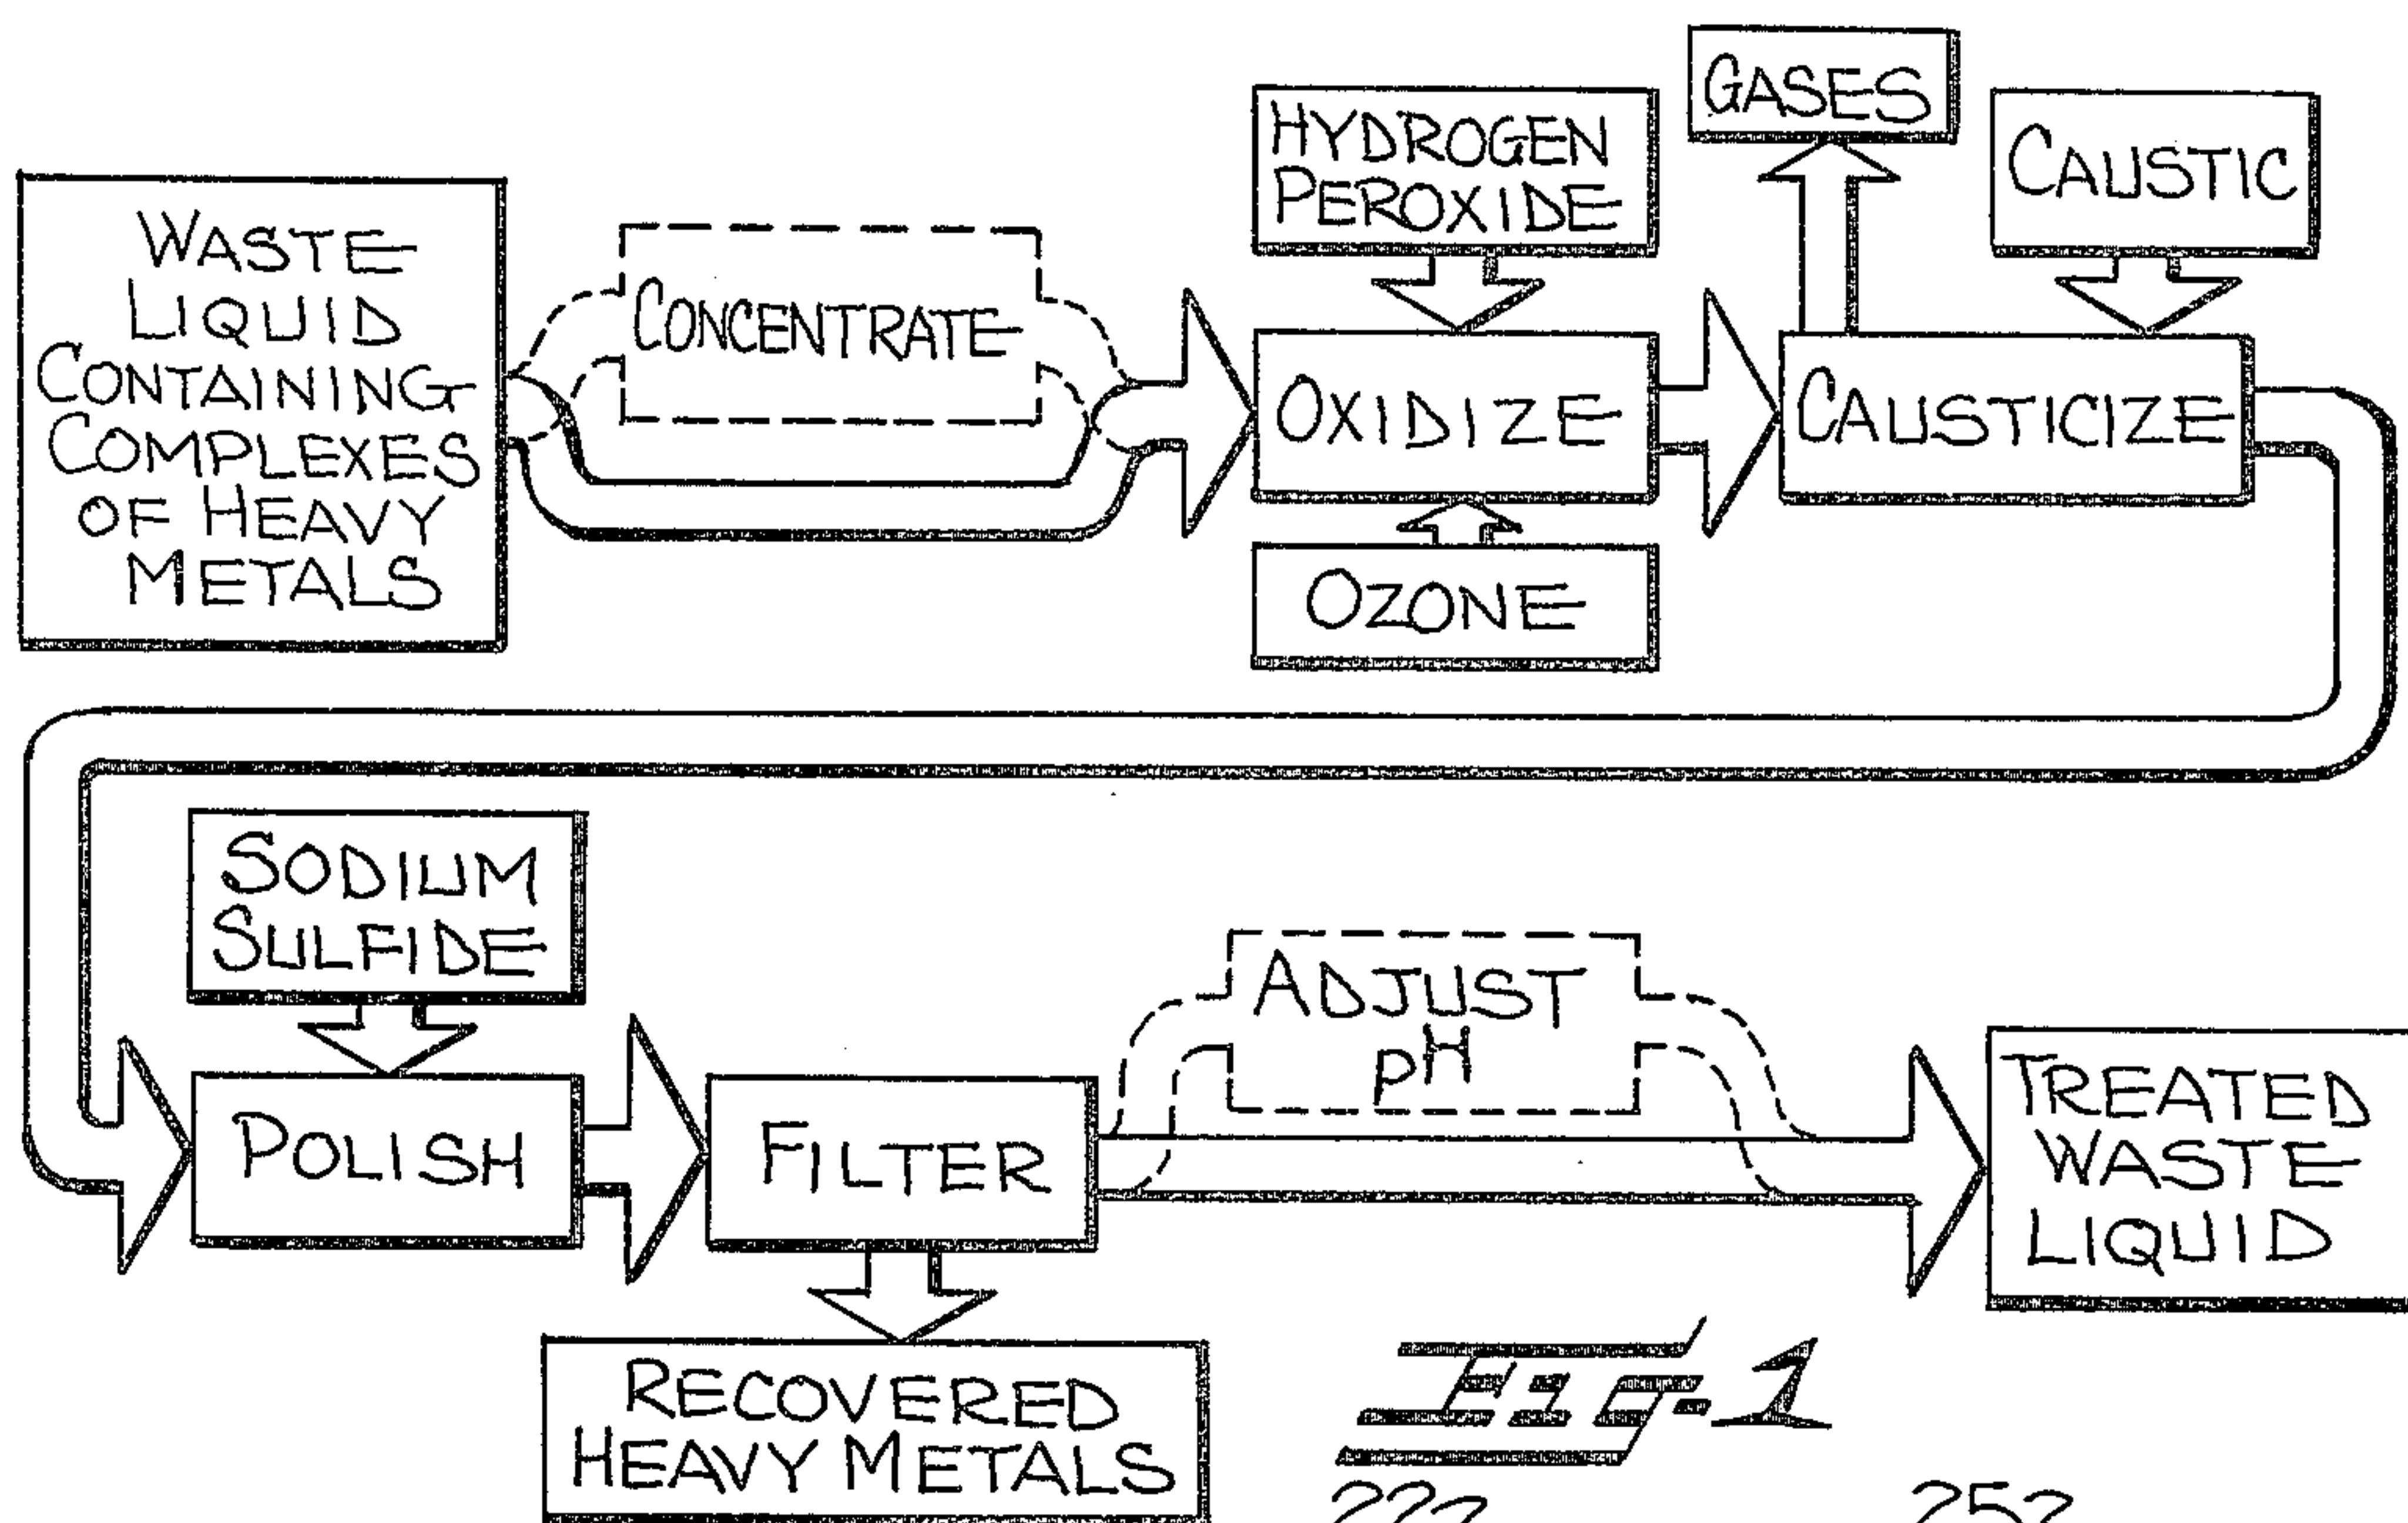 WASTE
LIQUID
CONTAINING
COMPLEXES
OF HEAVY
METALS
CONCENTRATE
HYDROGEN
PEROXIDE
OXIDIZE
OZONE
GASES
CAUSTIC
CAUSTICIZE
SODIUM
SULFIDE
POLISH
FILTER
RECOVERED
HEAVY METALS
ADJUST
pH
TREATED
WASTE
LIQUID
FIG-1